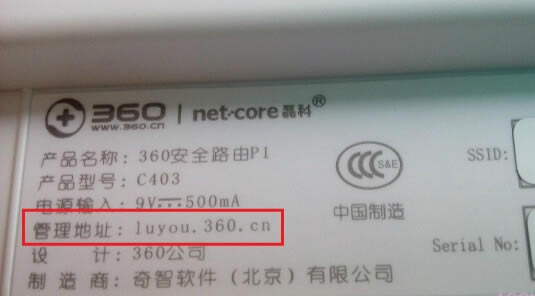 360 | net-core 磊科®
www.360.cn
产品名称: 360安全路由P1
产品型号: C403
电源输入: 9V⎓500mA
管理地址: luyou.360.cn
设 计: 360公司
制 造 商: 奇智软件（北京）有限公司
CCC S&E
中国制造
SSID:
Serial No: